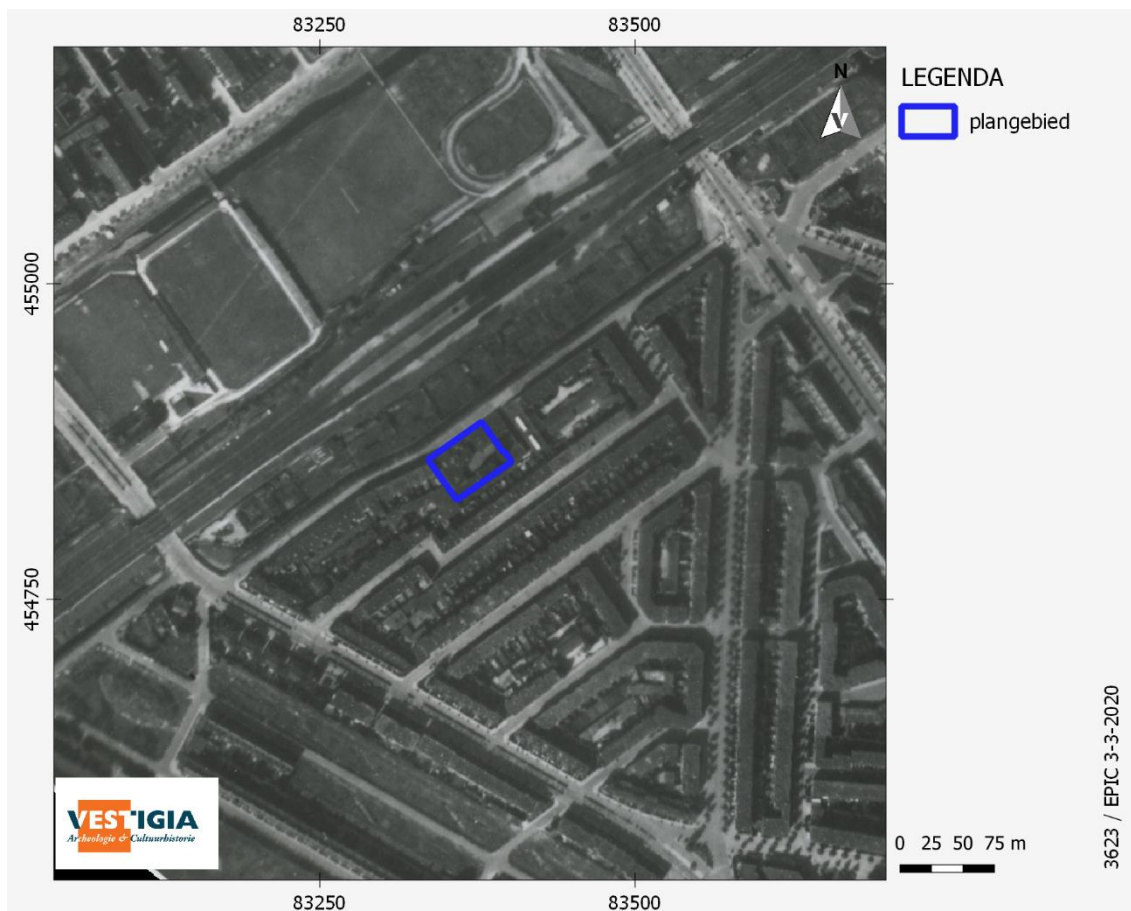 83250
83500
N
LEGENDA
plangebied
455000
454750
VESTIGIA
Archeologie & Cultuurhistorie
0 25 50 75 m
3623 / EPIC 3-3-2020
83250
83500